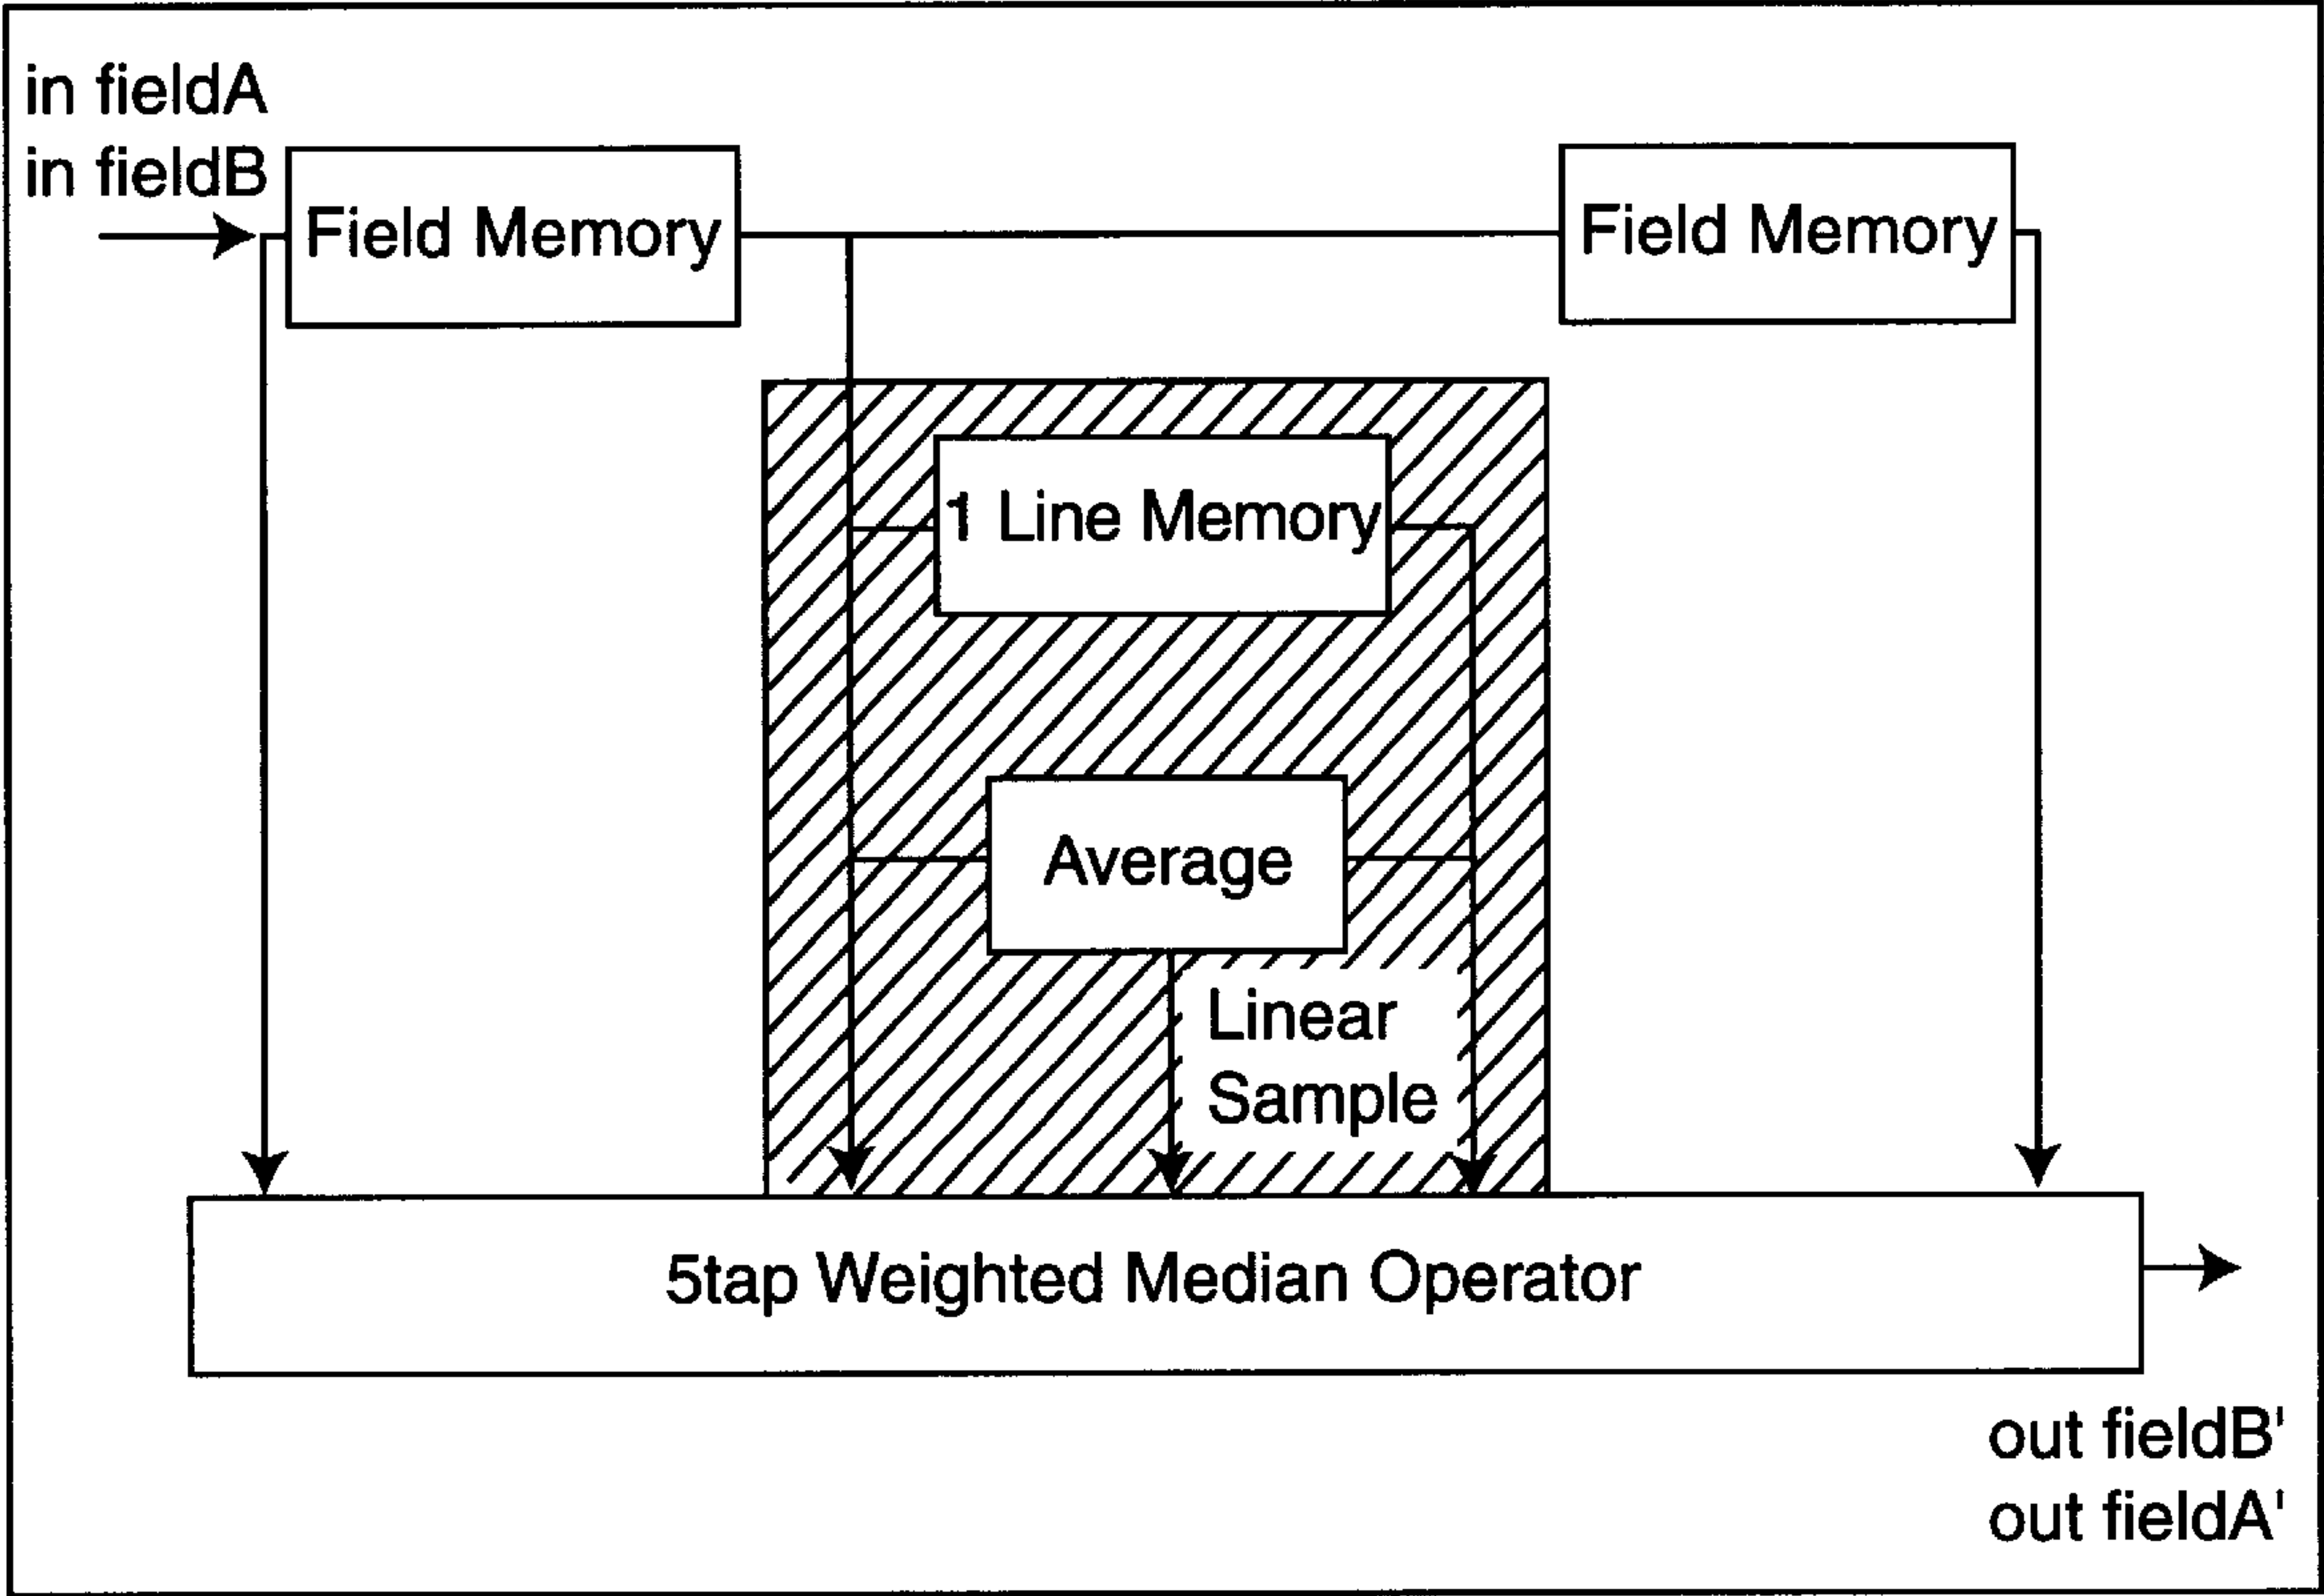 in fieldA
in fieldB
Field Memory
Field Memory
1 Line Memory
Average
Linear
Sample
5tap Weighted Median Operator
out fieldB'
out fieldA'